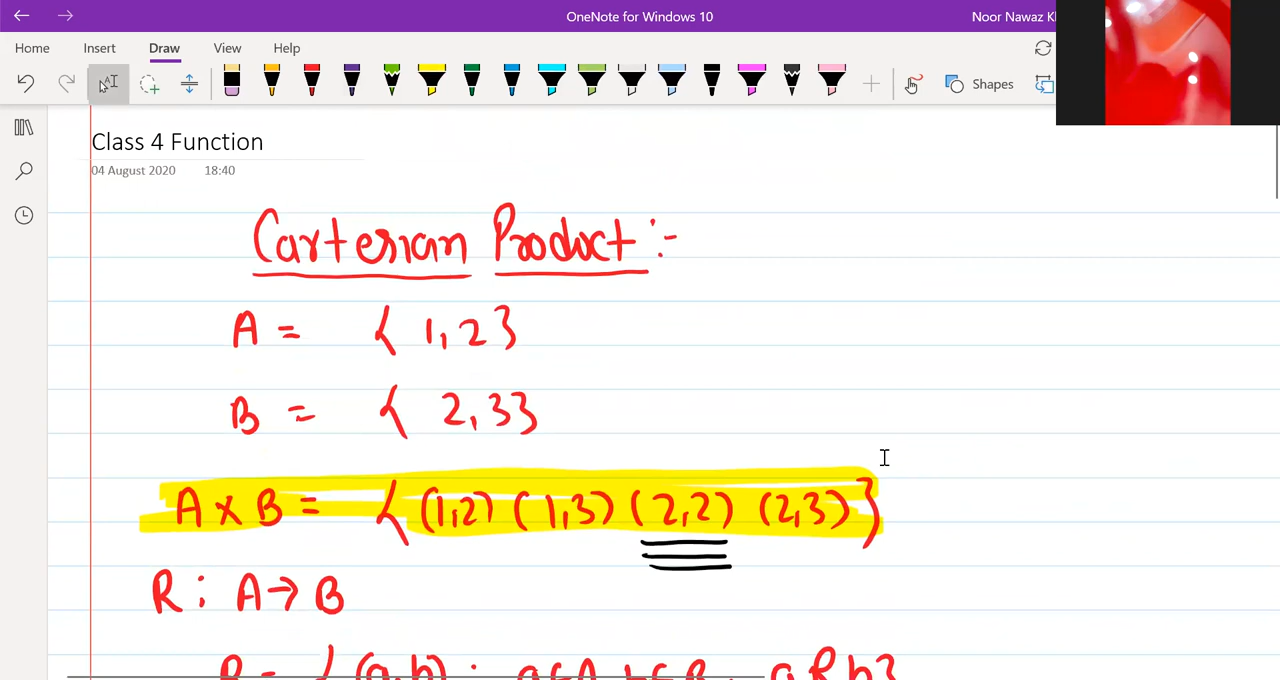 OneNote for Windows 10
Noor Nawaz
Home Insert Draw View Help
Shapes
Class 4 Function
04 August 2020 18:40
Cartesian Product :-
A = { 1, 2 }
B = { 2, 3 }
A x B = { (1,2) (1,3) (2,2) (2,3) }
R : A → B
R = { (a,b) : a ∈ A, b ∈ B, a R b }